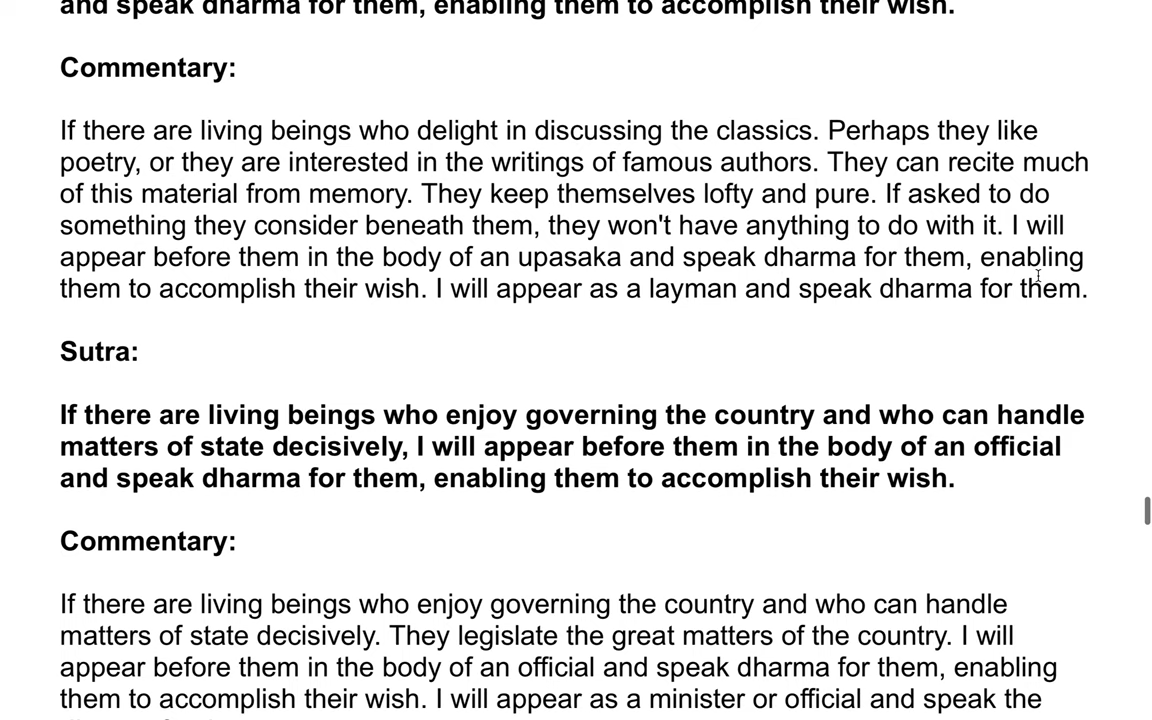 and speak dharma for them, enabling them to accomplish their wish.
Commentary:
If there are living beings who delight in discussing the classics. Perhaps they like
poetry, or they are interested in the writings of famous authors. They can recite much
of this material from memory. They keep themselves lofty and pure. If asked to do
something they consider beneath them, they won't have anything to do with it. I will
appear before them in the body of an upasaka and speak dharma for them, enabling
them to accomplish their wish. I will appear as a layman and speak dharma for them.
Sutra:
If there are living beings who enjoy governing the country and who can handle
matters of state decisively, I will appear before them in the body of an official
and speak dharma for them, enabling them to accomplish their wish.
Commentary:
If there are living beings who enjoy governing the country and who can handle
matters of state decisively. They legislate the great matters of the country. I will
appear before them in the body of an official and speak dharma for them, enabling
them to accomplish their wish. I will appear as a minister or official and speak the